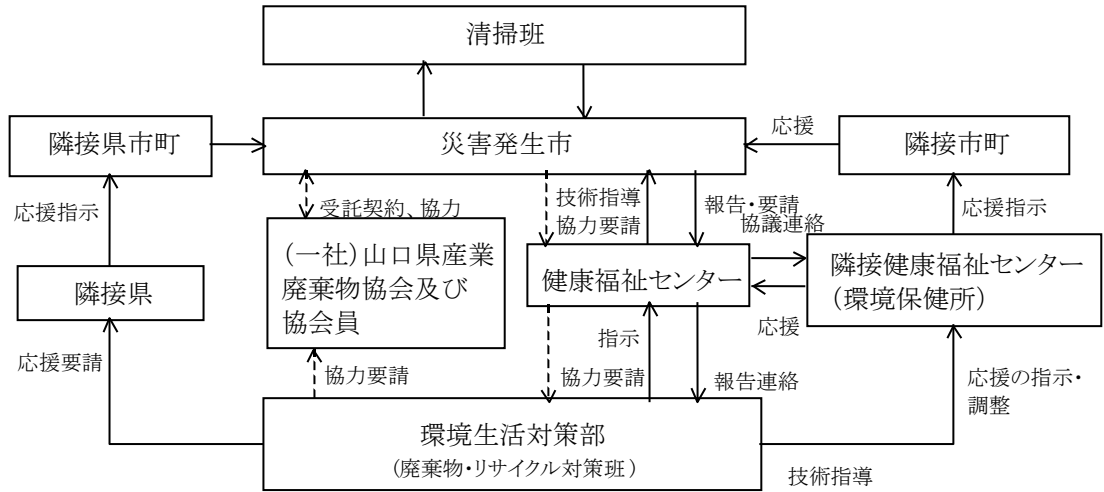 清掃班
隣接県市町
災害発生市
応援
隣接市町
応援指示
受託契約、協力
技術指導
協力要請
報告・要請
協議連絡
応援指示
(一社)山口県産業
廃棄物協会及び
協会員
健康福祉センター
隣接健康福祉センター
(環境保健所)
隣接県
応援
応援要請
協力要請
協力要請
指示
報告連絡
応援の指示・
調整
環境生活対策部
(廃棄物・リサイクル対策班)
技術指導